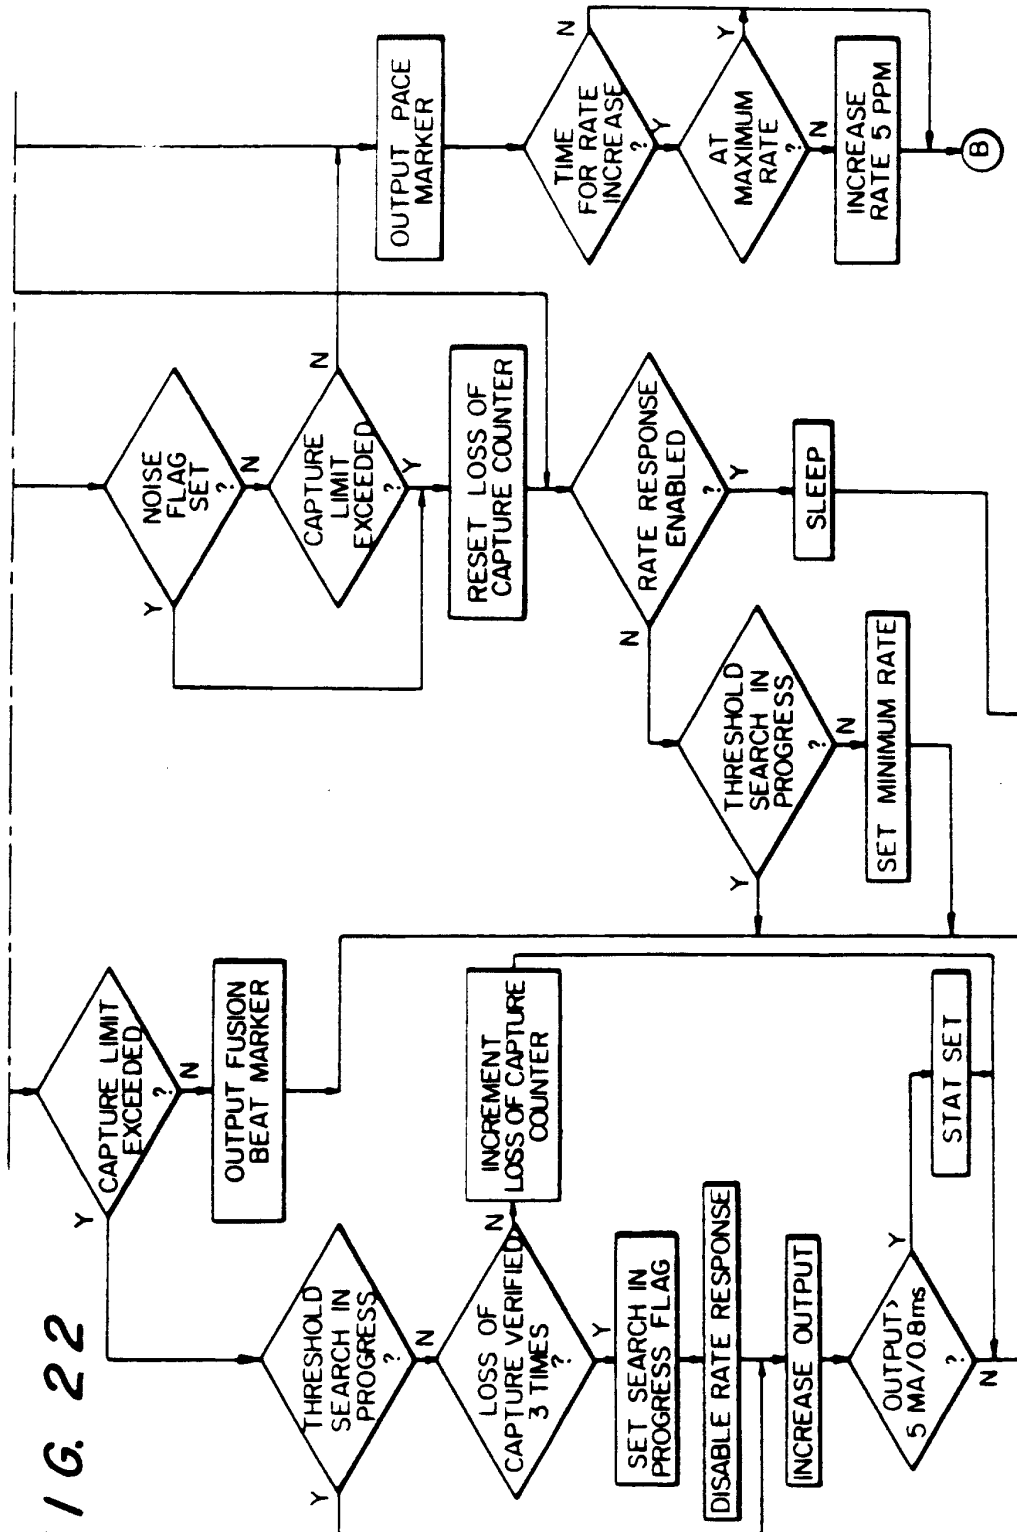 IG. 22
CAPTURE LIMIT
EXCEEDED
?
Y
N
OUTPUT FUSION
BEAT MARKER
THRESHOLD
SEARCH IN
PROGRESS
?
Y
N
LOSS OF
CAPTURE VERIFIED
3 TIMES
?
N
Y
INCREMENT
LOSS OF CAPTURE
COUNTER
SET SEARCH IN
PROGRESS FLAG
DISABLE RATE RESPONSE
INCREASE OUTPUT
OUTPUT>
5 MA/0.8ms
?
Y
N
STAT SET
NOISE
FLAG
SET
?
Y
N
CAPTURE
LIMIT
EXCEEDED
?
N
Y
RESET LOSS OF
CAPTURE COUNTER
RATE RESPONSE
ENABLED
?
N
Y
SLEEP
THRESHOLD
SEARCH IN
PROGRESS
?
Y
N
SET MINIMUM RATE
OUTPUT PACE
MARKER
TIME
FOR RATE
INCREASE
?
N
Y
AT
MAXIMUM
RATE
?
Y
N
INCREASE
RATE 5 PPM
B